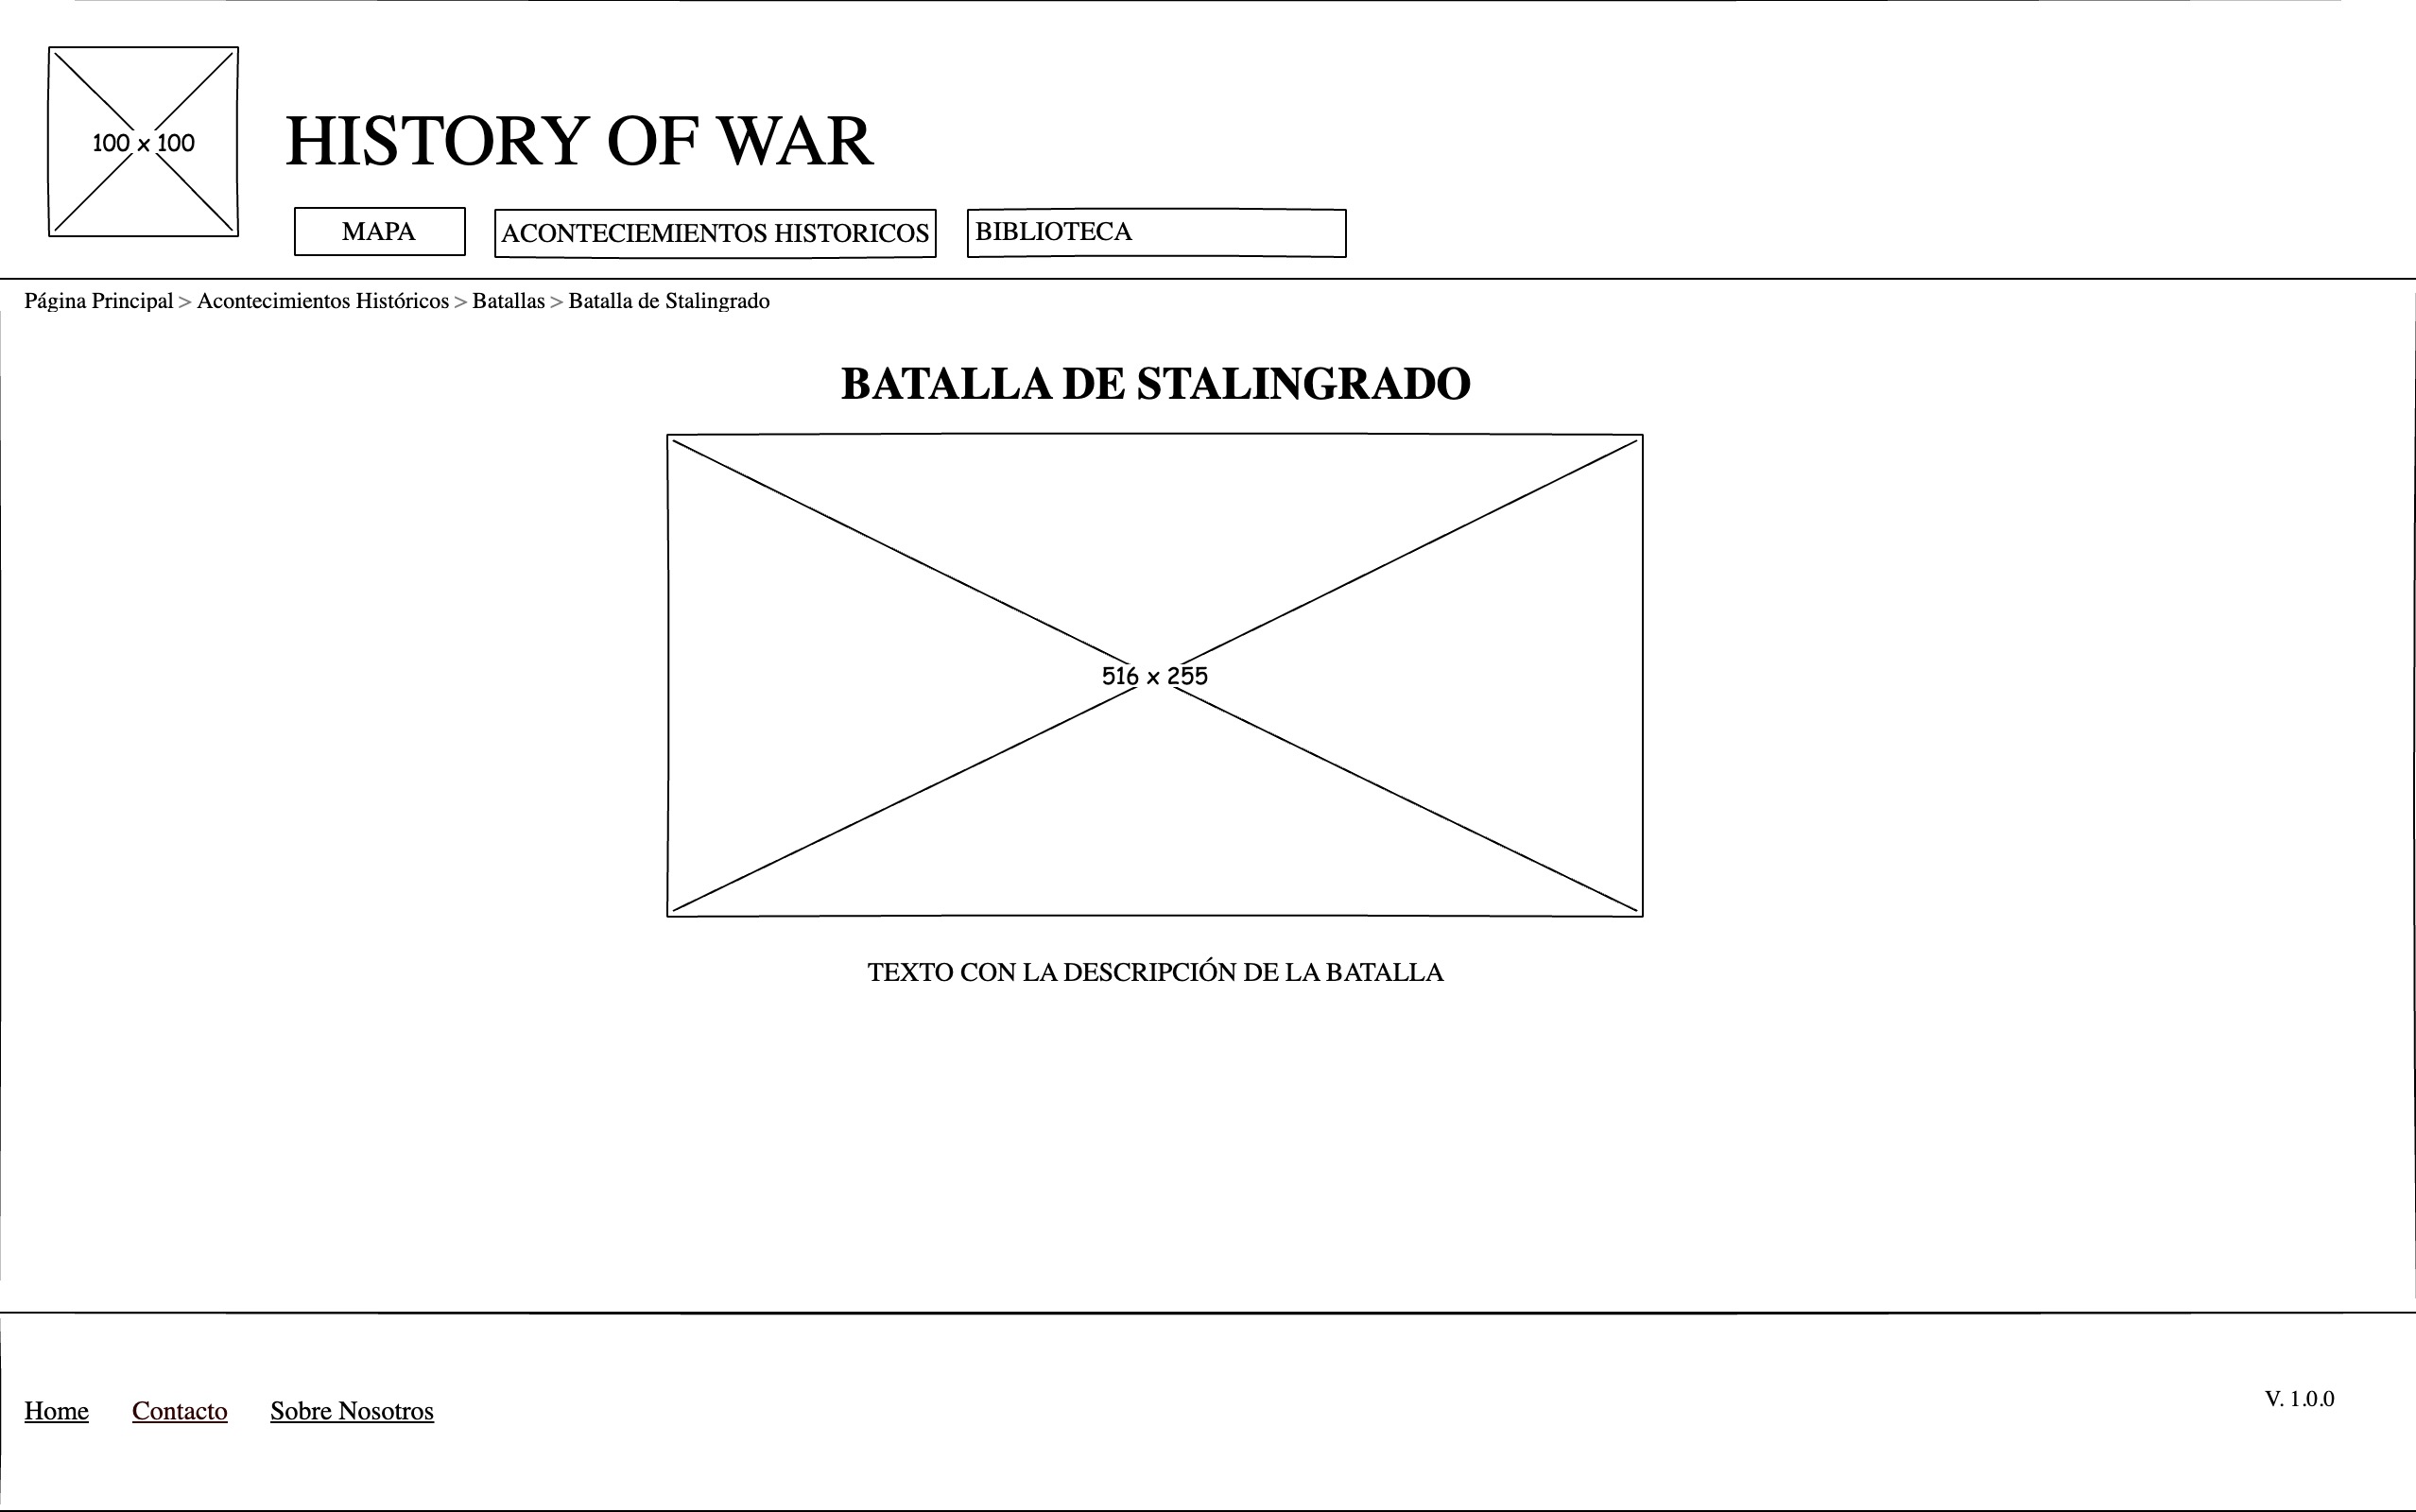 100 x 100
HISTORY OF WAR
MAPA
ACONTECIEMIENTOS HISTORICOS
BIBLIOTECA
Página Principal > Acontecimientos Históricos > Batallas > Batalla de Stalingrado
BATALLA DE STALINGRADO
516 x 255
TEXTO CON LA DESCRIPCIÓN DE LA BATALLA
Home
Contacto
Sobre Nosotros
V. 1.0.0